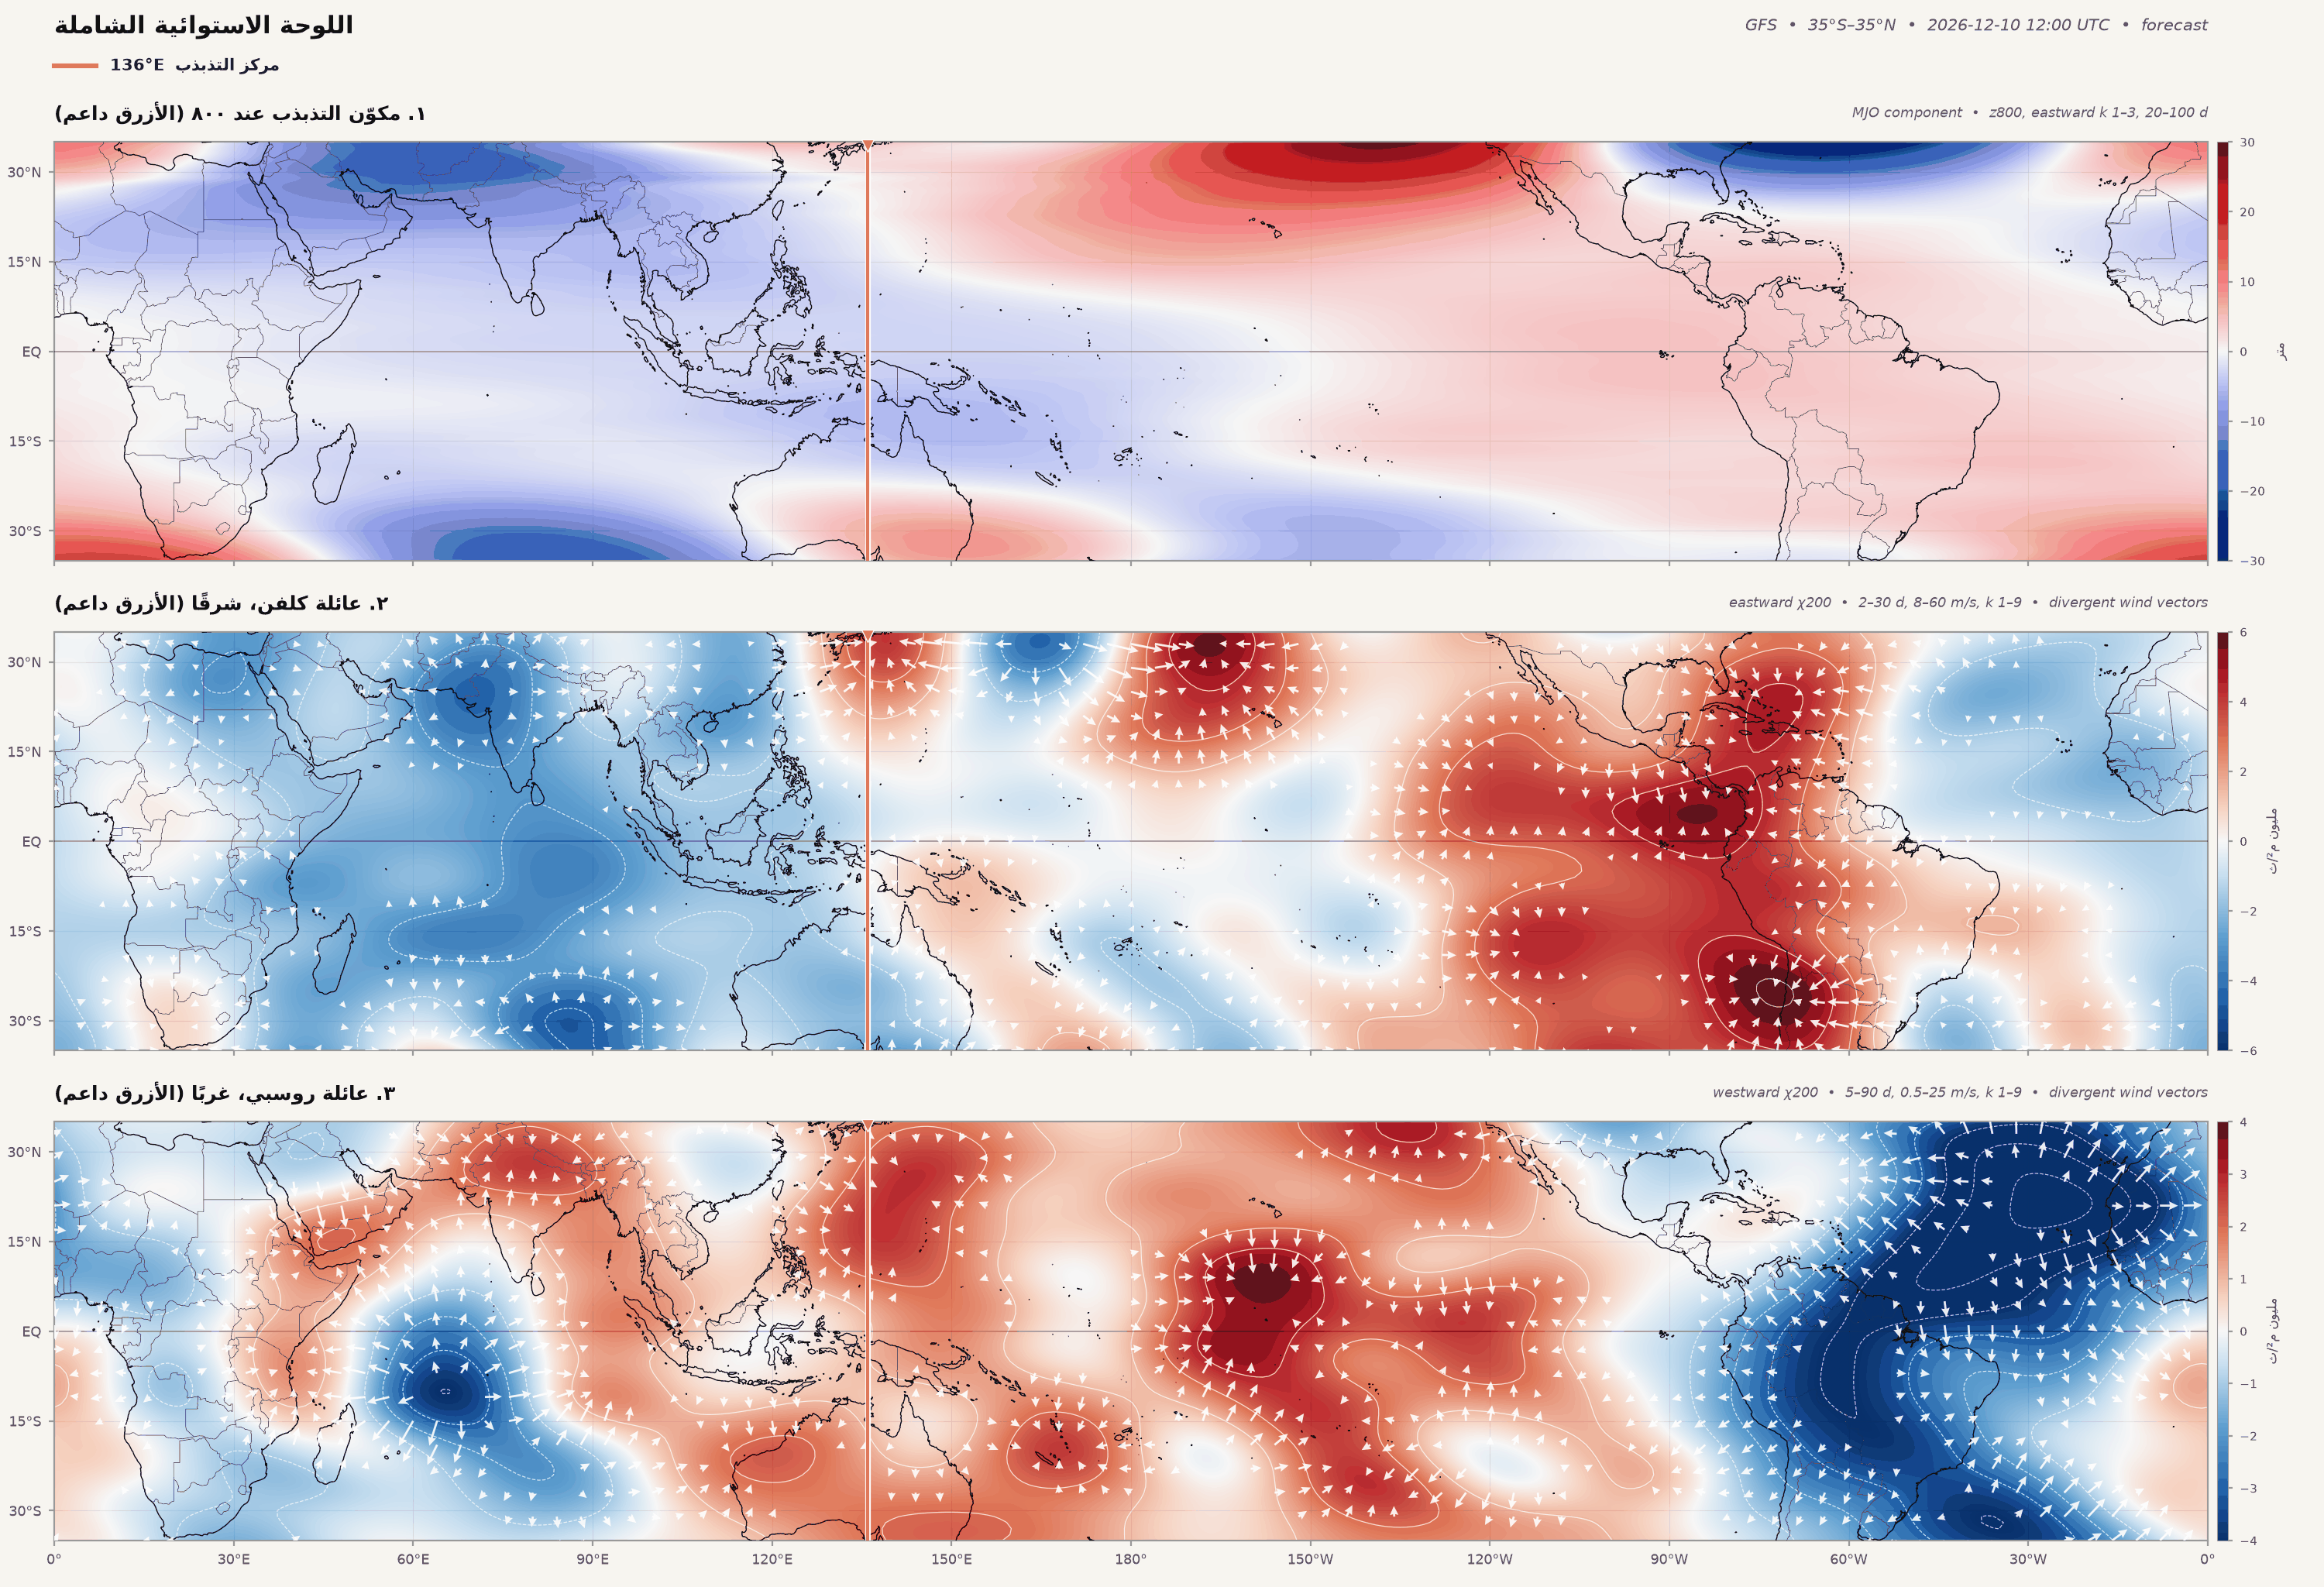 اللوحة الاستوائية الشاملة
GFS • 35°S–35°N • 2026-12-10 12:00 UTC • forecast
136°E مركز التذبذب
١. مكوّن التذبذب عند ٨٠٠ (الأزرق داعم)
MJO component • z800, eastward k 1–3, 20–100 d
30°N
15°N
EQ
15°S
30°S
30
20
10
0
−10
−20
−30
متر
٢. عائلة كلفن، شرقًا (الأزرق داعم)
eastward χ200 • 2–30 d, 8–60 m/s, k 1–9 • divergent wind vectors
30°N
15°N
EQ
15°S
30°S
6
4
2
0
−2
−4
−6
مليون م²/ث
٣. عائلة روسبي، غربًا (الأزرق داعم)
westward χ200 • 5–90 d, 0.5–25 m/s, k 1–9 • divergent wind vectors
30°N
15°N
EQ
15°S
30°S
4
3
2
1
0
−1
−2
−3
−4
مليون م²/ث
0° 30°E 60°E 90°E 120°E 150°E 180° 150°W 120°W 90°W 60°W 30°W 0°